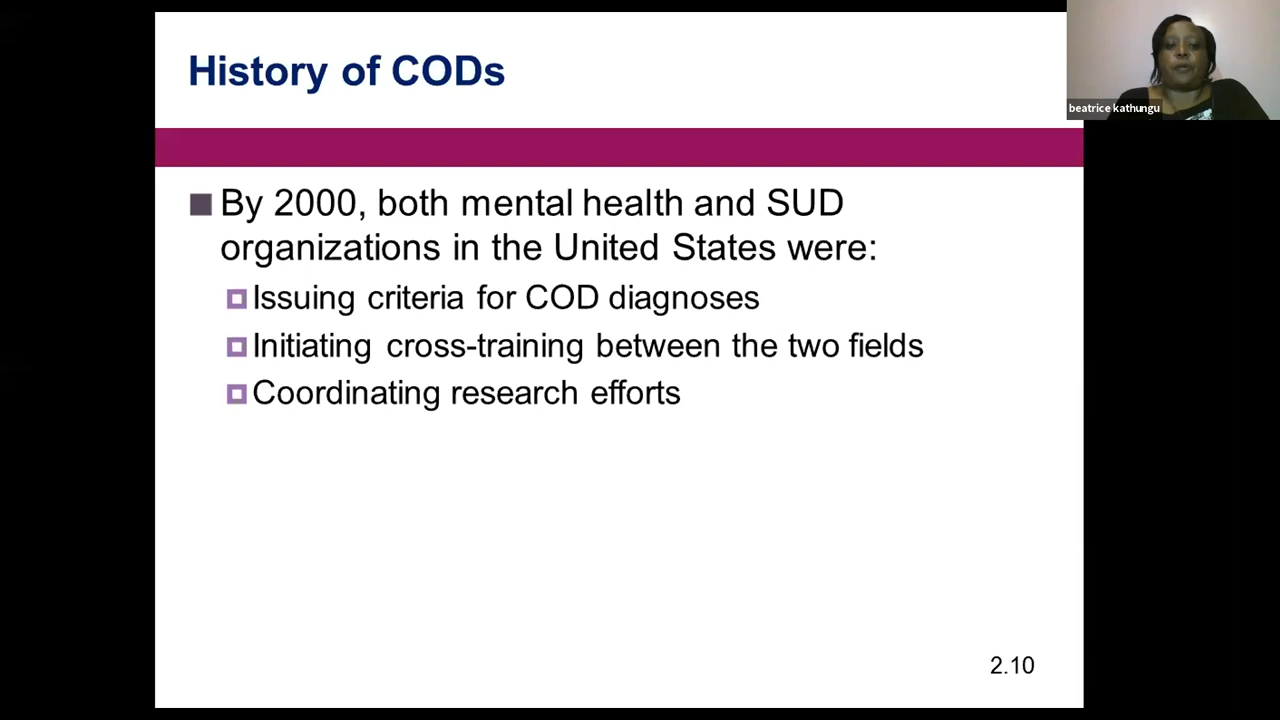 History of CODs
beatrice kathungu
By 2000, both mental health and SUD
organizations in the United States were:
Issuing criteria for COD diagnoses
Initiating cross-training between the two fields
Coordinating research efforts
2.10